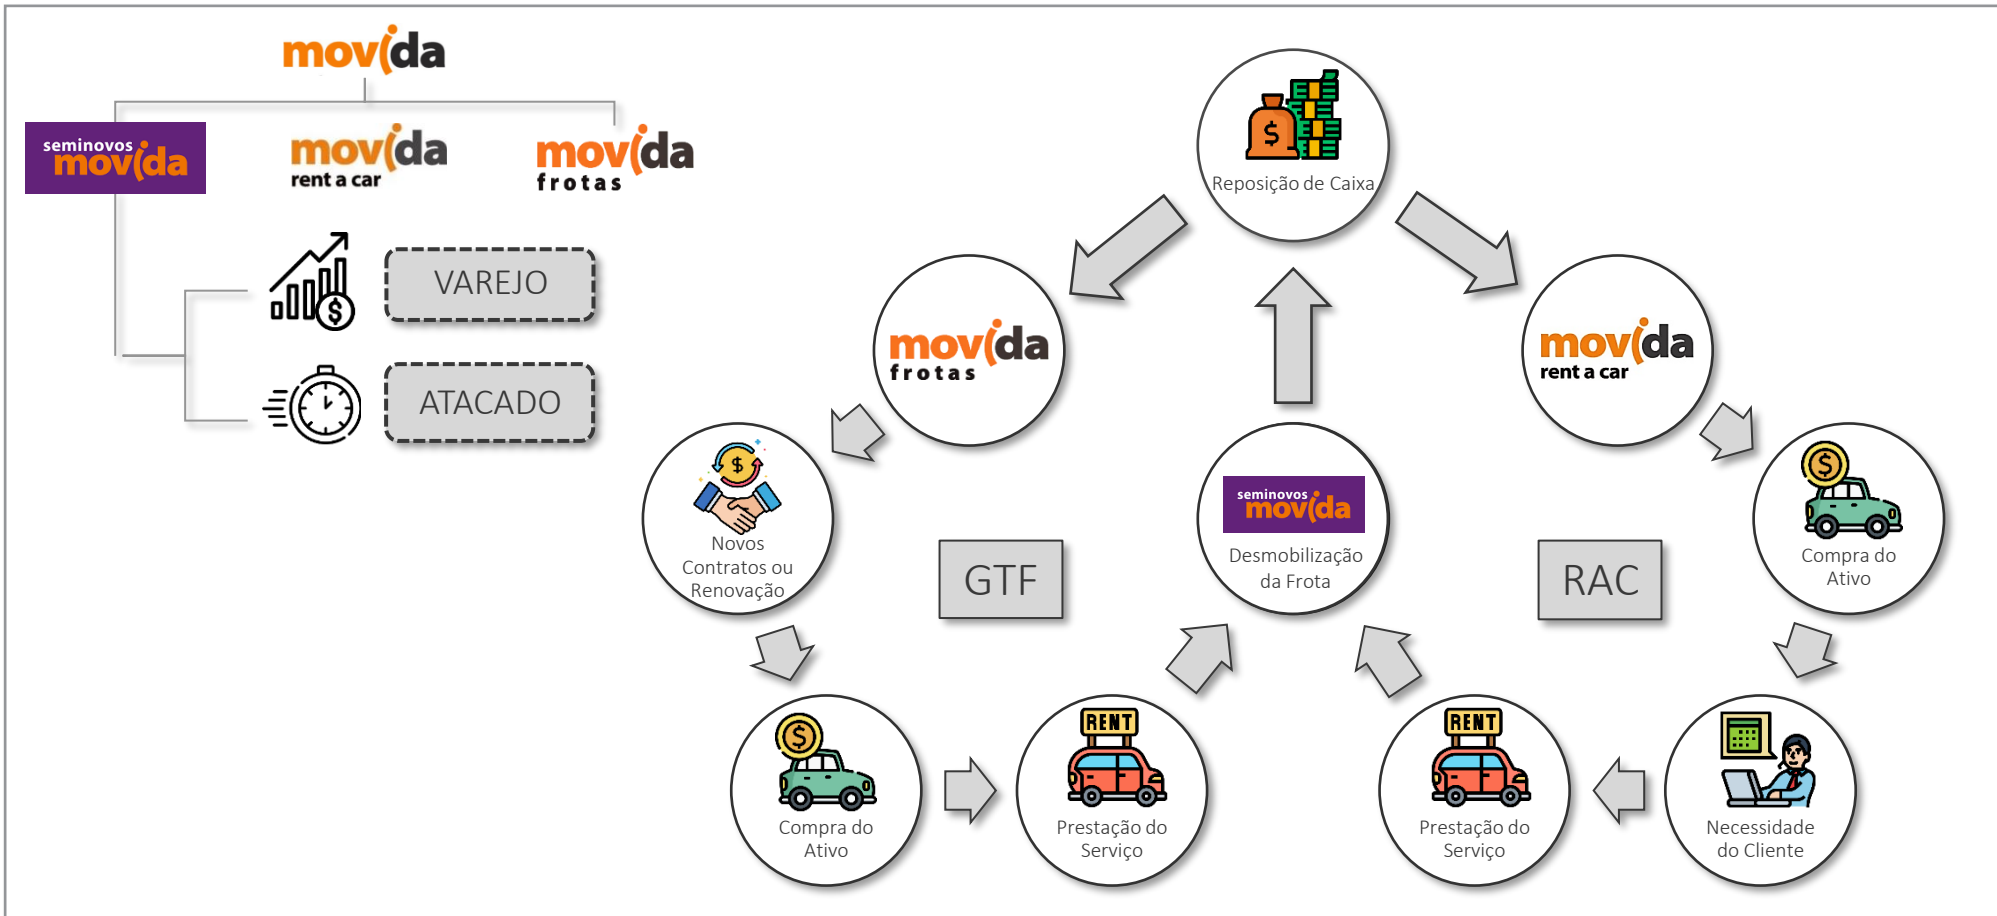 movida
seminovos
movida
movida
rent a car
movida
frotas
$
VAREJO
ATACADO
$
Reposição de Caixa
movida
frotas
movida
rent a car
$
Novos
Contratos ou
Renovação
seminovos
movida
Desmobilização
da Frota
$
Compra do
Ativo
GTF
RAC
$
Compra do
Ativo
RENT
Prestação do
Serviço
RENT
Prestação do
Serviço
Necessidade
do Cliente